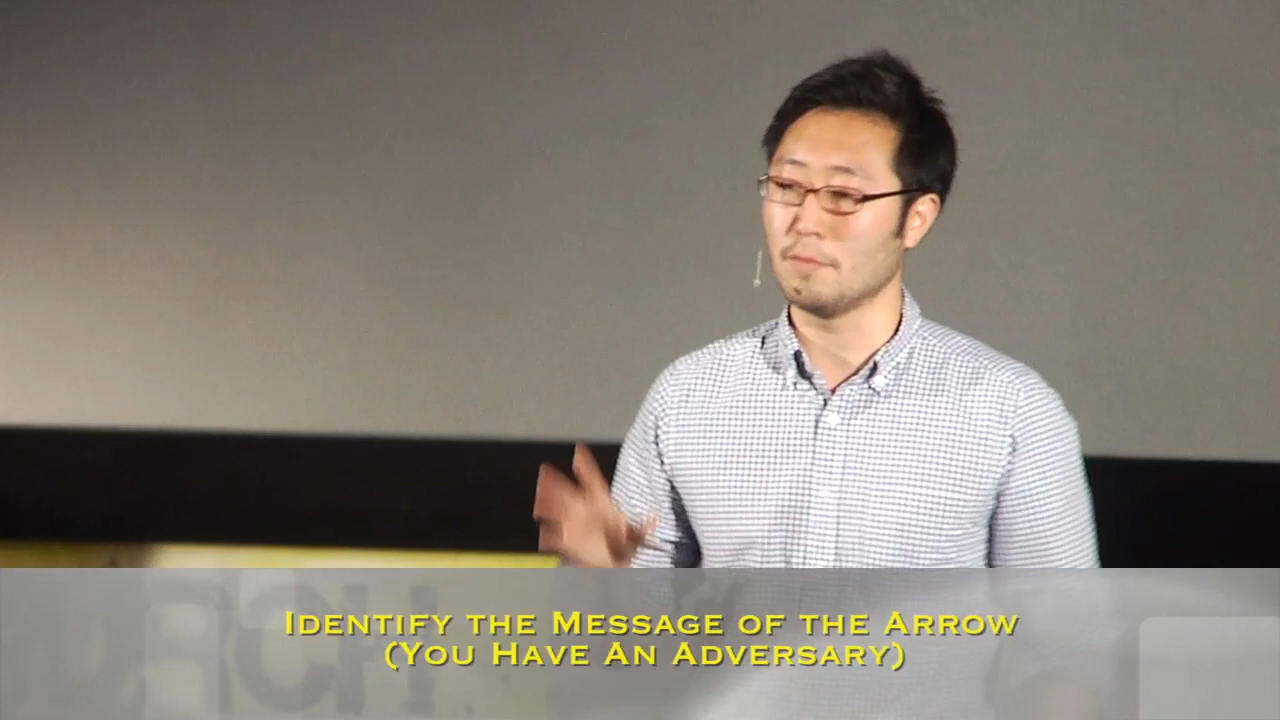 Identify the Message of the Arrow
(You Have An Adversary)